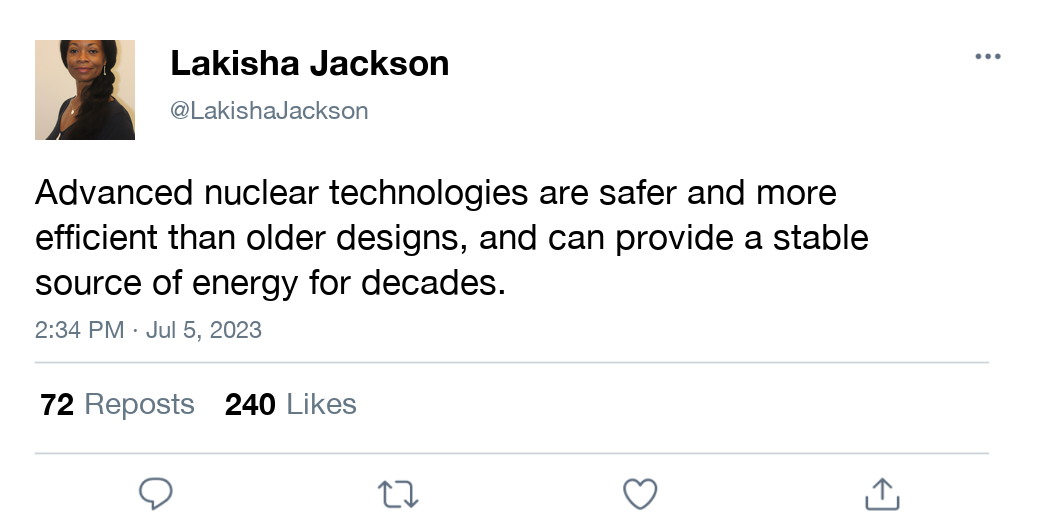 Lakisha Jackson
@LakishaJackson
Advanced nuclear technologies are safer and more
efficient than older designs, and can provide a stable
source of energy for decades.
2:34 PM · Jul 5, 2023
72 Reposts 240 Likes